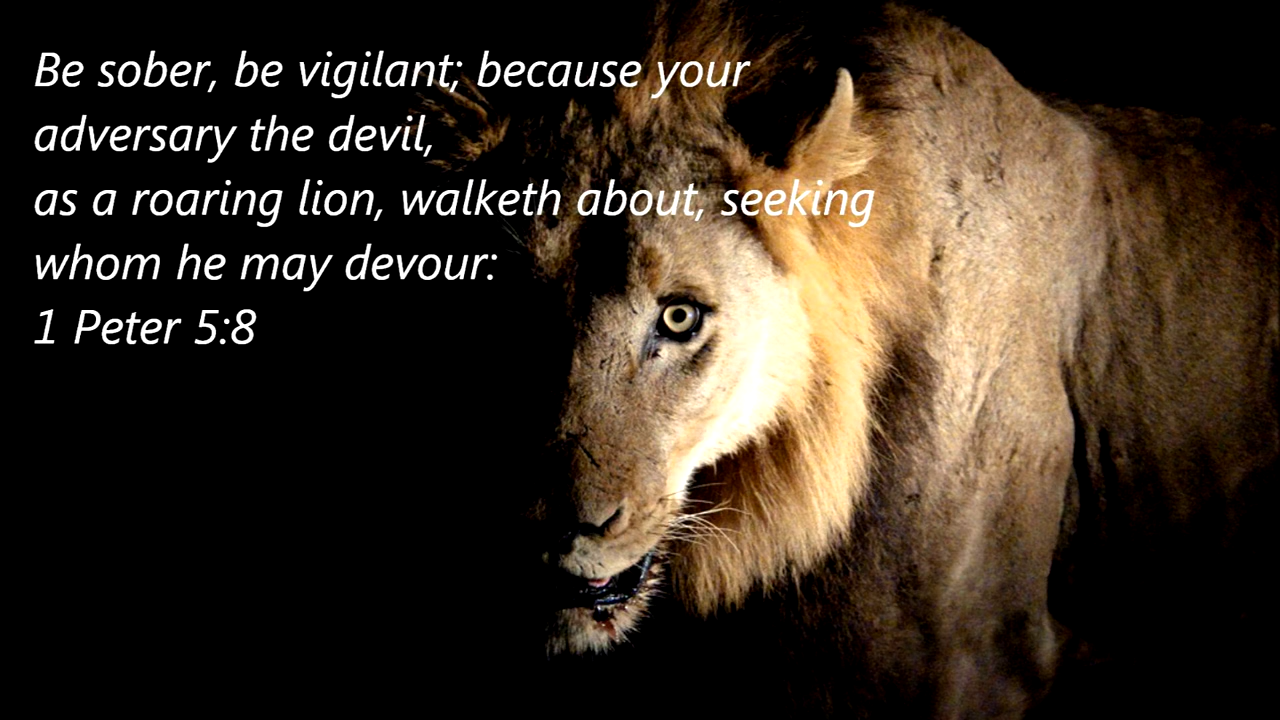 Be sober, be vigilant; because your
adversary the devil,
as a roaring lion, walketh about, seeking
whom he may devour:
1 Peter 5:8